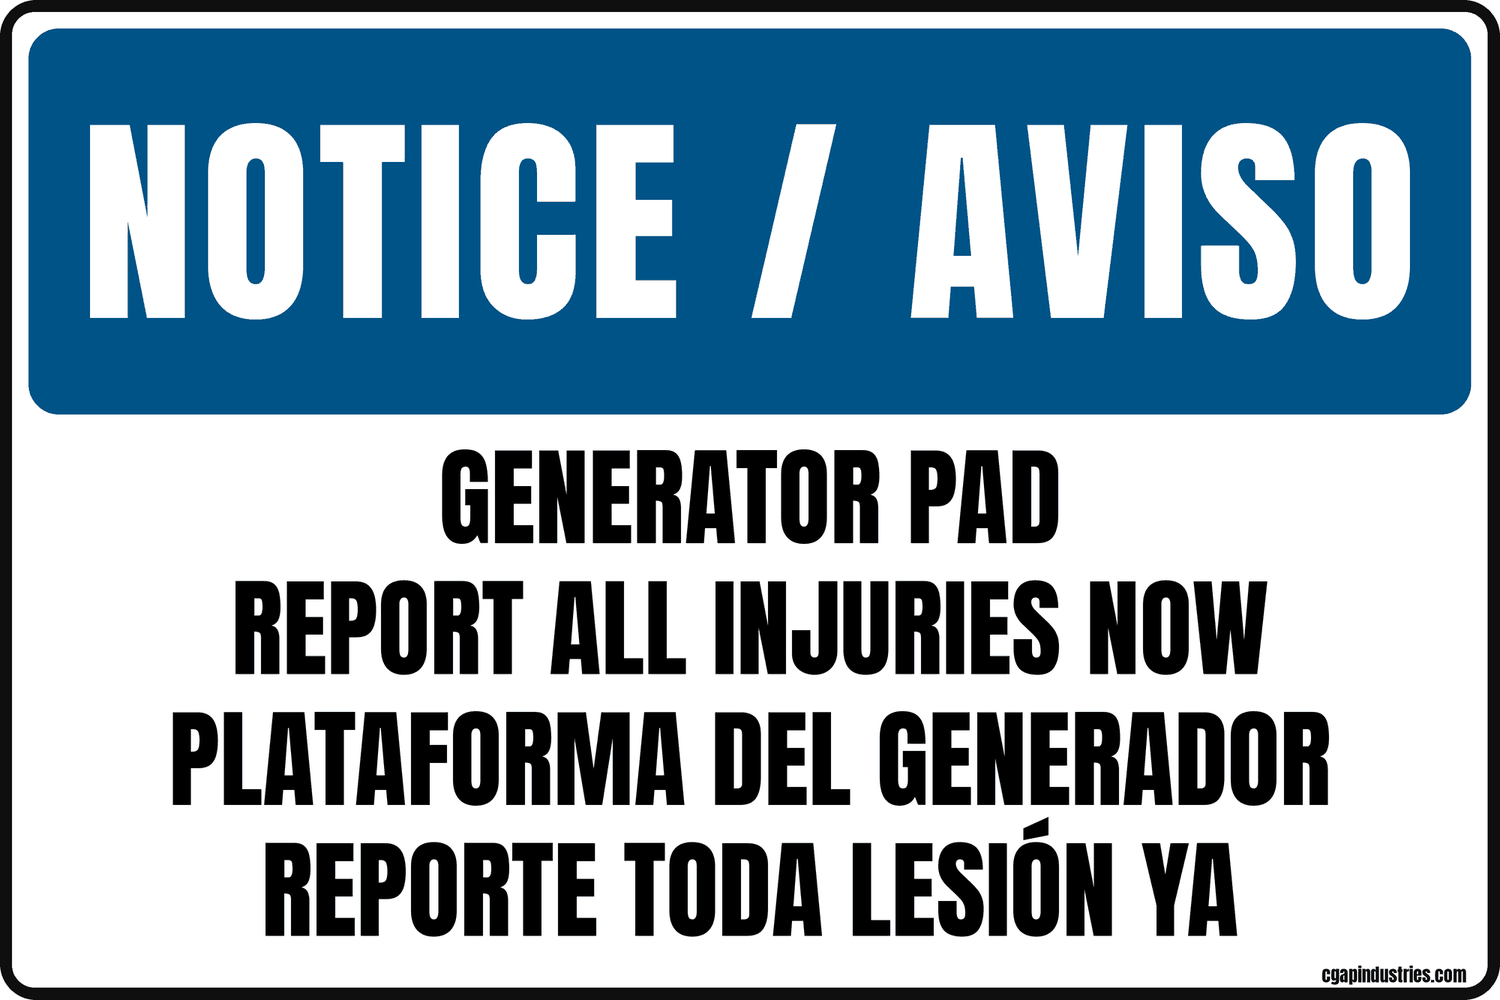 NOTICE / AVISO
GENERATOR PAD
REPORT ALL INJURIES NOW
PLATAFORMA DEL GENERADOR
REPORTE TODA LESIÓN YA
cgapindustries.com